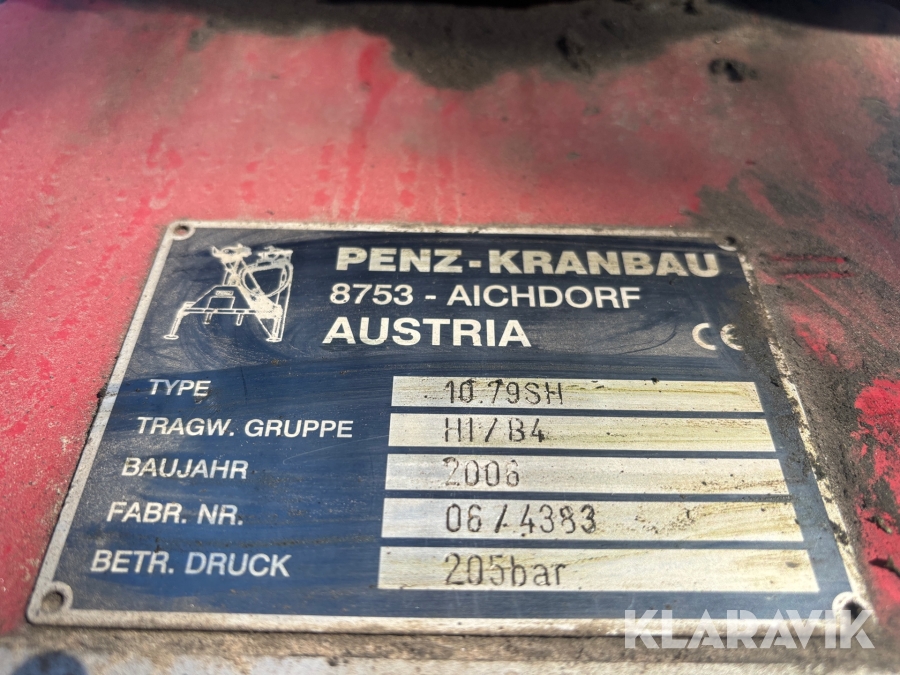 PENZ-KRANBAU
8753 - AICHDORF
AUSTRIA CE
TYPE 10.79SH
TRAGW. GRUPPE HI/B4
BAUJAHR 2006
FABR. NR. 06/4383
BETR. DRUCK 205bar
KLARAVIK